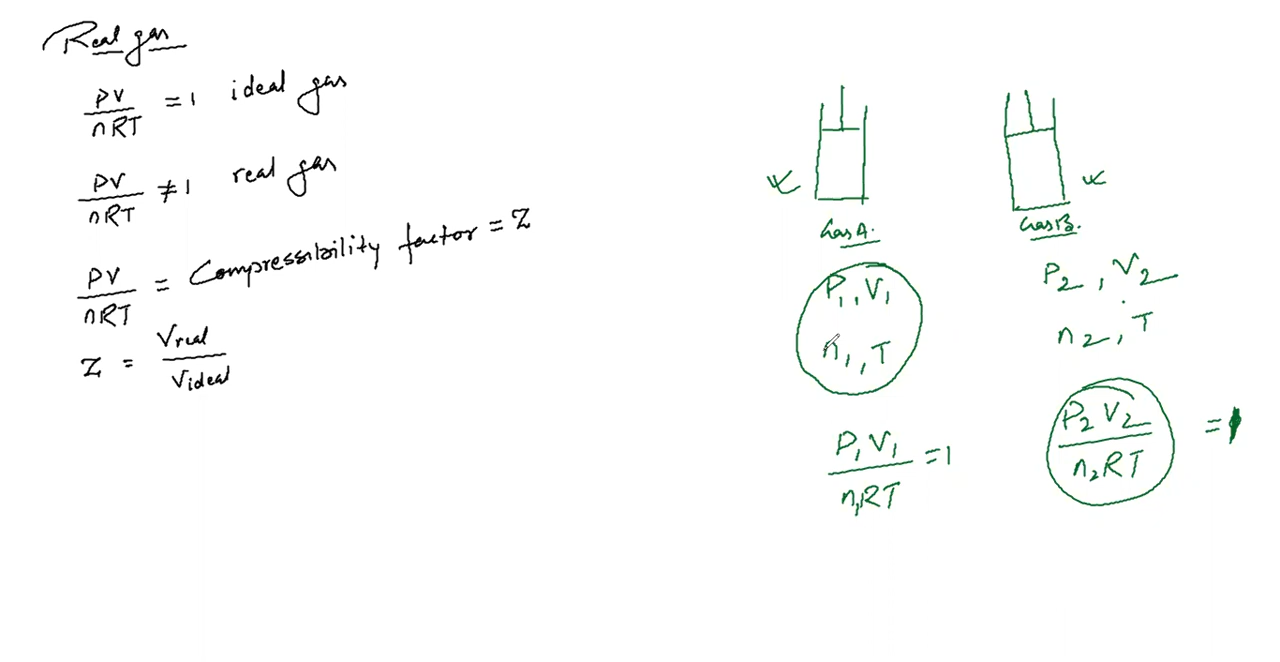 Real gas
PV/nRT = 1 ideal gas
PV/nRT ≠ 1 real gas
PV/nRT = Compressibility factor = Z
Z = Vreal/Videal
Gas A.
P₁, V₁
n₁, T
P₁V₁/n₁RT = 1
Gas B.
P₂, V₂
n₂, T
P₂V₂/n₂RT =